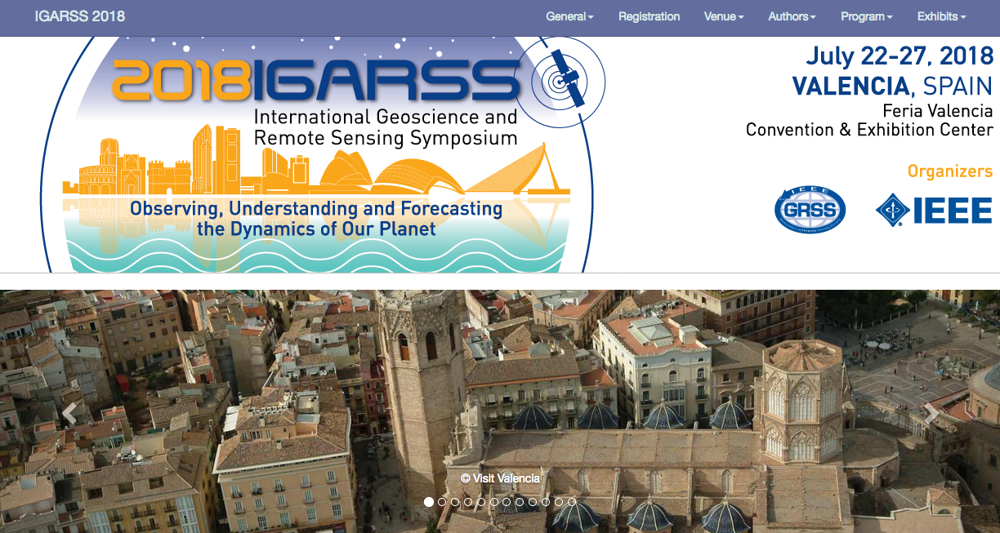 IGARSS 2018
General
Registration
Venue
Authors
Program
Exhibits
2018IGARSS
International Geoscience and
Remote Sensing Symposium
Observing, Understanding and Forecasting
the Dynamics of Our Planet
July 22-27, 2018
VALENCIA, SPAIN
Feria Valencia
Convention & Exhibition Center
Organizers
IEEE
GRSS
IEEE
© Visit Valencia